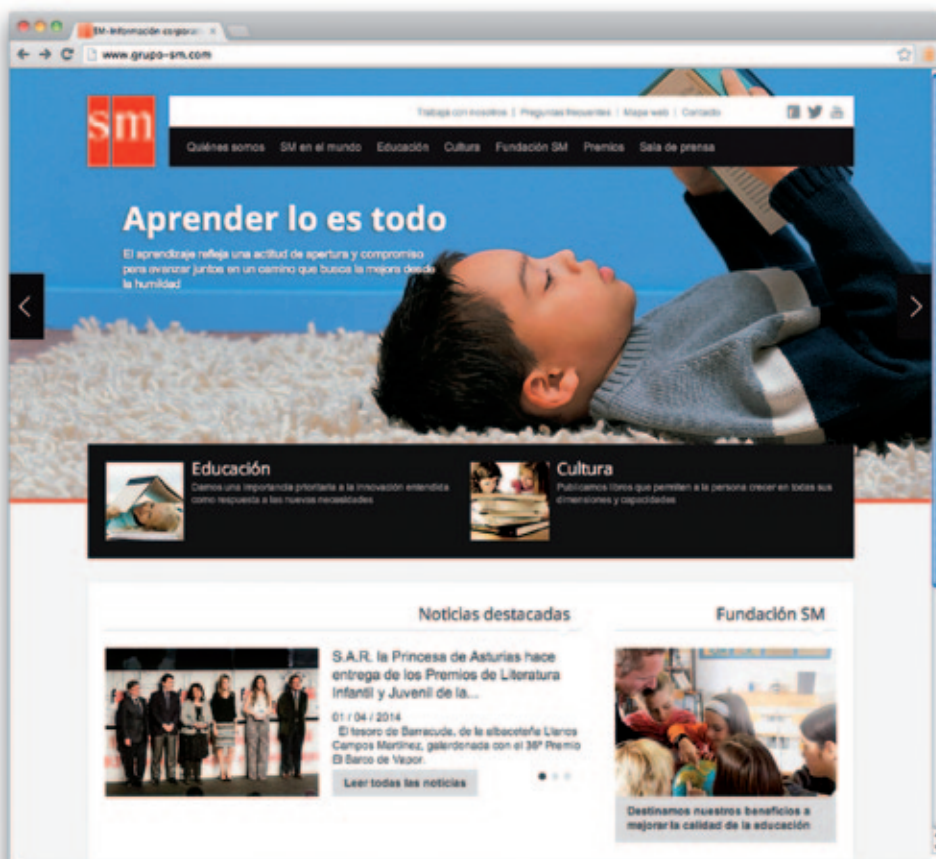 SM-Información corporati
www.grupo-sm.com
sm
Trabaja con nosotros | Preguntas frecuentes | Mapa web | Contacto
Quiénes somos SM en el mundo Educación Cultura Fundación SM Premios Sala de prensa
Aprender lo es todo
El aprendizaje refleja una actitud de apertura y compromiso
para avanzar juntos en un camino que busca la mejora desde
la humildad
Educación
Damos una importancia prioritaria a la innovación entendida
como respuesta a las nuevas necesidades
Cultura
Publicamos libros que permiten a la persona crecer en todas sus
dimensiones y capacidades
Noticias destacadas
S.A.R. la Princesa de Asturias hace
entrega de los Premios de Literatura
Infantil y Juvenil de la...
01 / 04 / 2014
El tesoro de Barracuda, de la albaceteña Llanos
Campos Martínez, galardonada con el 36º Premio
El Barco de Vapor.
Leer todas las noticias
Fundación SM
Destinamos nuestros beneficios a
mejorar la calidad de la educación